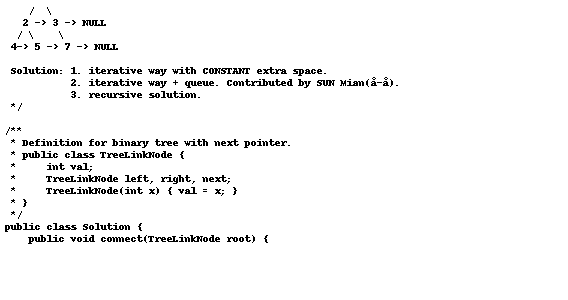 /  \
   2 -> 3 -> NULL
  / \    \
 4-> 5 -> 7 -> NULL
 Solution: 1. iterative way with CONSTANT extra space.
           2. iterative way + queue. Contributed by SUN Mian(å­å).
           3. recursive solution.
 */
/**
 * Definition for binary tree with next pointer.
 * public class TreeLinkNode {
 *     int val;
 *     TreeLinkNode left, right, next;
 *     TreeLinkNode(int x) { val = x; }
 * }
 */
public class Solution {
    public void connect(TreeLinkNode root) {